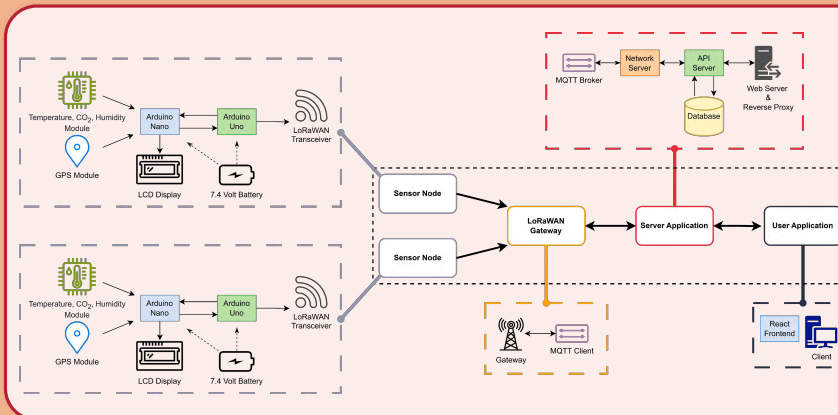 Temperature, CO2, Humidity
Module
GPS Module
Arduino
Nano
Arduino
Uno
LoRaWAN
Transceiver
LCD Display
7.4 Volt Battery
Temperature, CO2, Humidity
Module
GPS Module
Arduino
Nano
Arduino
Uno
LoRaWAN
Transceiver
LCD Display
7.4 Volt Battery
Sensor Node
Sensor Node
LoRaWAN
Gateway
Server Application
User Application
MQTT Broker
Network
Server
API
Server
Database
Web Server
&
Reverse Proxy
Gateway
MQTT Client
React
Frontend
Client